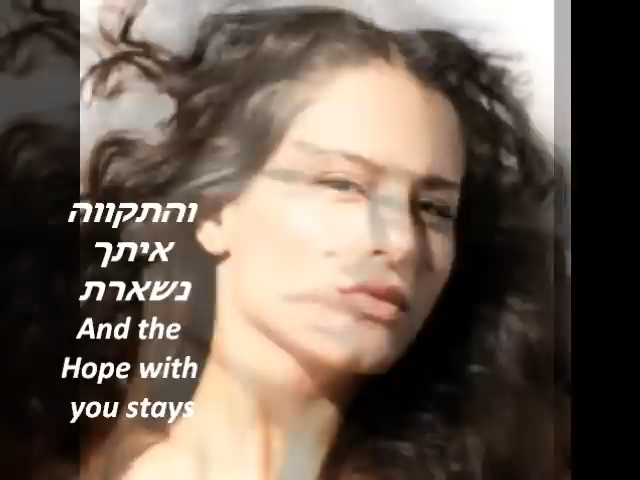 והתקווה
איתך
נשארת
And the
Hope with
you stays